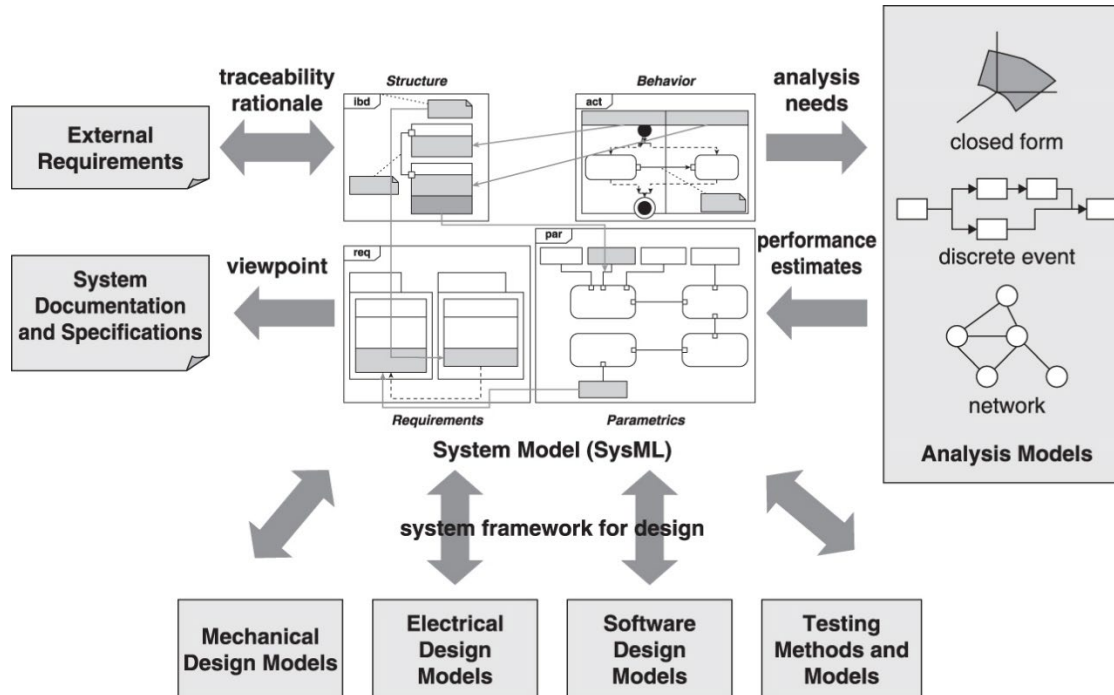 traceability
rationale
Structure
Behavior
analysis
needs
ibd
act
External
Requirements
closed form
req
par
viewpoint
performance
estimates
discrete event
System
Documentation
and Specifications
network
Requirements
Parametrics
System Model (SysML)
Analysis Models
system framework for design
Mechanical
Design Models
Electrical
Design
Models
Software
Design
Models
Testing
Methods and
Models